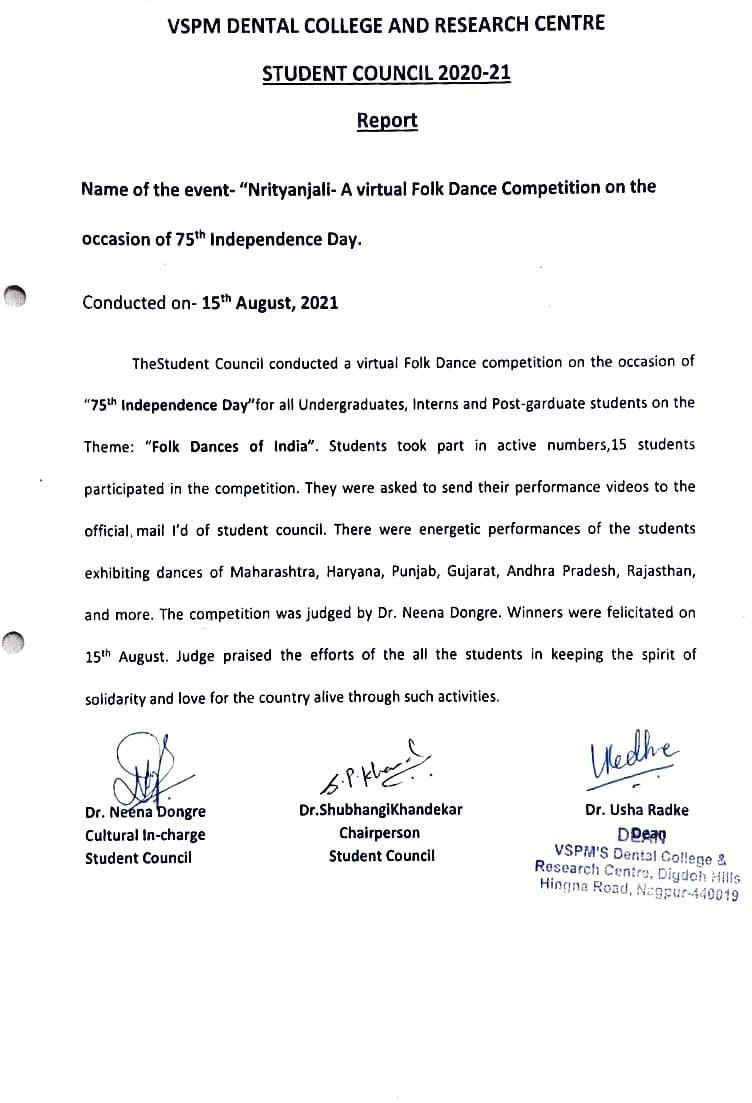 VSPM DENTAL COLLEGE AND RESEARCH CENTRE
STUDENT COUNCIL 2020-21
Report
Name of the event- “Nrityanjali- A virtual Folk Dance Competition on the
occasion of 75th Independence Day.
Conducted on- 15th August, 2021
TheStudent Council conducted a virtual Folk Dance competition on the occasion of
“75th Independence Day”for all Undergraduates, Interns and Post-garduate students on the
Theme: “Folk Dances of India”. Students took part in active numbers,15 students
participated in the competition. They were asked to send their performance videos to the
official, mail I’d of student council. There were energetic performances of the students
exhibiting dances of Maharashtra, Haryana, Punjab, Gujarat, Andhra Pradesh, Rajasthan,
and more. The competition was judged by Dr. Neena Dongre. Winners were felicitated on
15th August. Judge praised the efforts of the all the students in keeping the spirit of
solidarity and love for the country alive through such activities.
S.P.Khand
Dr. Neena Dongre Dr.ShubhangiKhandekar Dr. Usha Radke
Cultural In-charge Chairperson Dean
Student Council Student Council VSPM'S Dental College &
Research Centre, Digdoh Hills
Hingna Road, Nagpur-440019